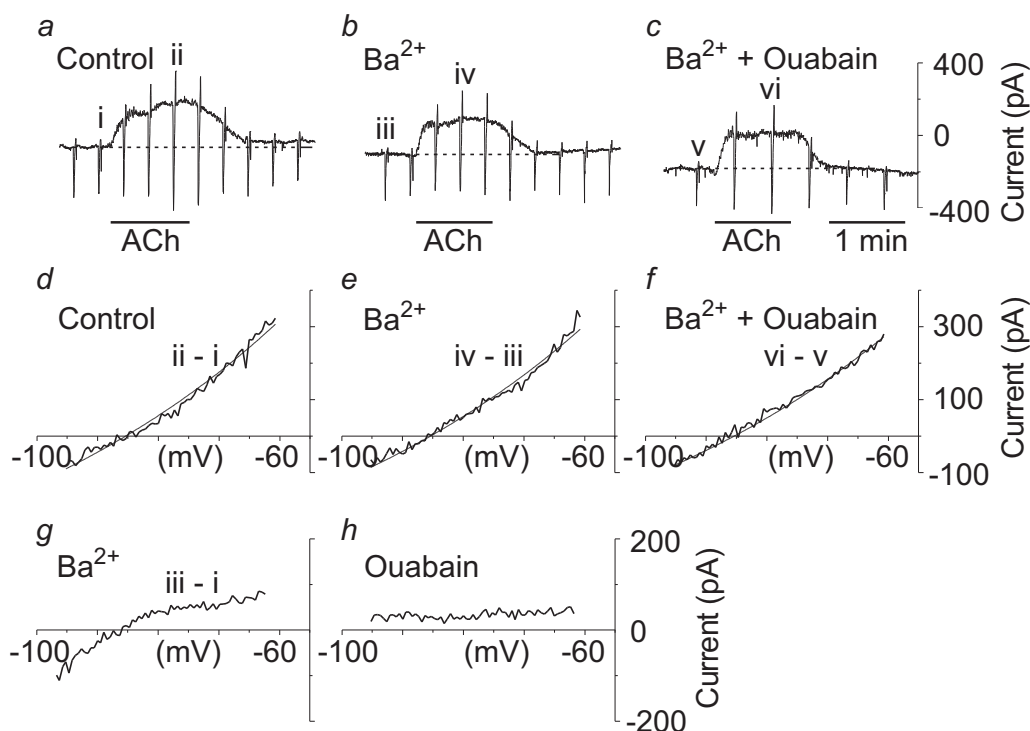 a
Control
i
ii
ACh
b
Ba²⁺
iii
iv
ACh
c
Ba²⁺ + Ouabain
v
vi
ACh
1 min
400
0
-400
Current (pA)
d
Control
ii - i
-100
(mV)
-60
e
Ba²⁺
iv - iii
-100
(mV)
-60
f
Ba²⁺ + Ouabain
vi - v
-100
(mV)
-60
300
100
-100
Current (pA)
g
Ba²⁺
iii - i
-100
(mV)
-60
h
Ouabain
-100
(mV)
-60
200
0
-200
Current (pA)